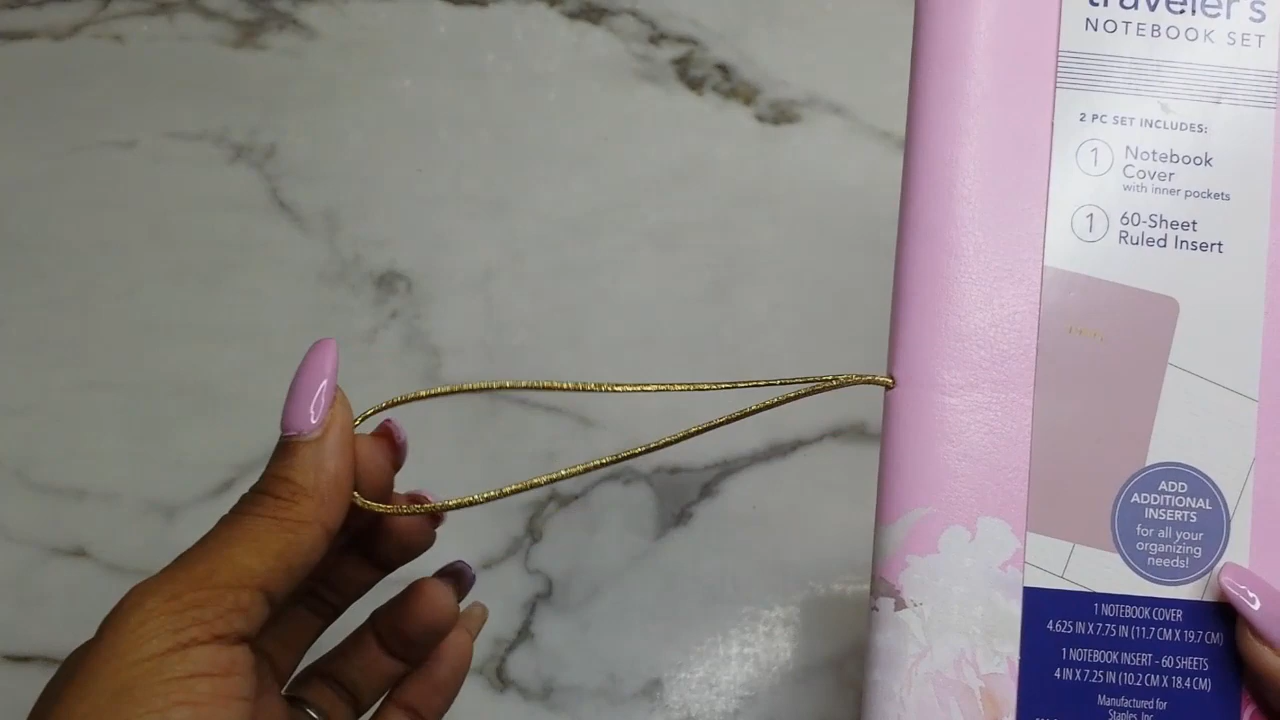 traveler's
NOTEBOOK SET
2 PC SET INCLUDES:
1 Notebook
Cover
with inner pockets
1 60-Sheet
Ruled Insert
ADD
ADDITIONAL
INSERTS
for all your
organizing
needs!
1 NOTEBOOK COVER
4.625 IN X 7.75 IN (11.7 CM X 19.7 CM)
1 NOTEBOOK INSERT - 60 SHEETS
4 IN X 7.25 IN (10.2 CM X 18.4 CM)
Manufactured for
Staples, Inc.